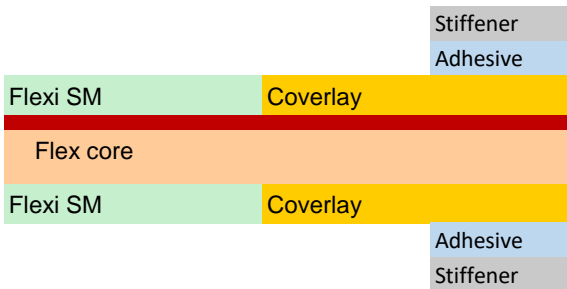 Stiffener
Adhesive
Flexi SM Coverlay
Flex core
Flexi SM Coverlay
Adhesive
Stiffener